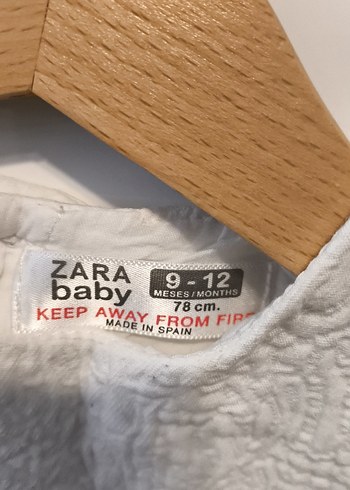 ZARA
baby
9 - 12
MESES/MONTHS
78 cm.
KEEP AWAY FROM FIRE
MADE IN SPAIN